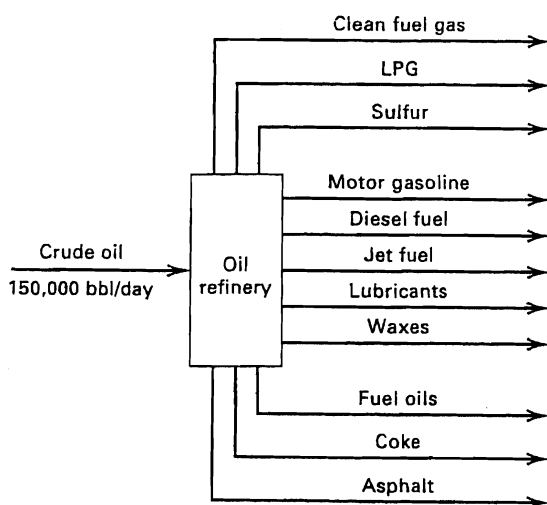 Clean fuel gas
LPG
Sulfur
Motor gasoline
Diesel fuel
Crude oil
150,000 bbl/day
Oil
refinery
Jet fuel
Lubricants
Waxes
Fuel oils
Coke
Asphalt